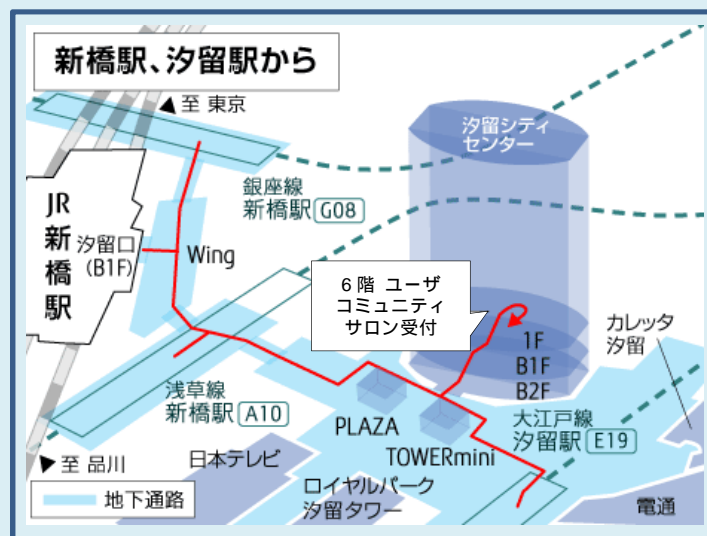 新橋駅、汐留駅から
▲至 東京
汐留シティ
センター
銀座線
新橋駅 G08
JR
新
橋
駅
汐留口
(B1F)
Wing
6階 ユーザ
コミュニティ
サロン受付
1F
B1F
B2F
カレッタ
汐留
浅草線
新橋駅 A10
PLAZA
TOWERmini
大江戸線
汐留駅 E19
▼至 品川
日本テレビ
ロイヤルパーク
汐留タワー
電通
地下通路